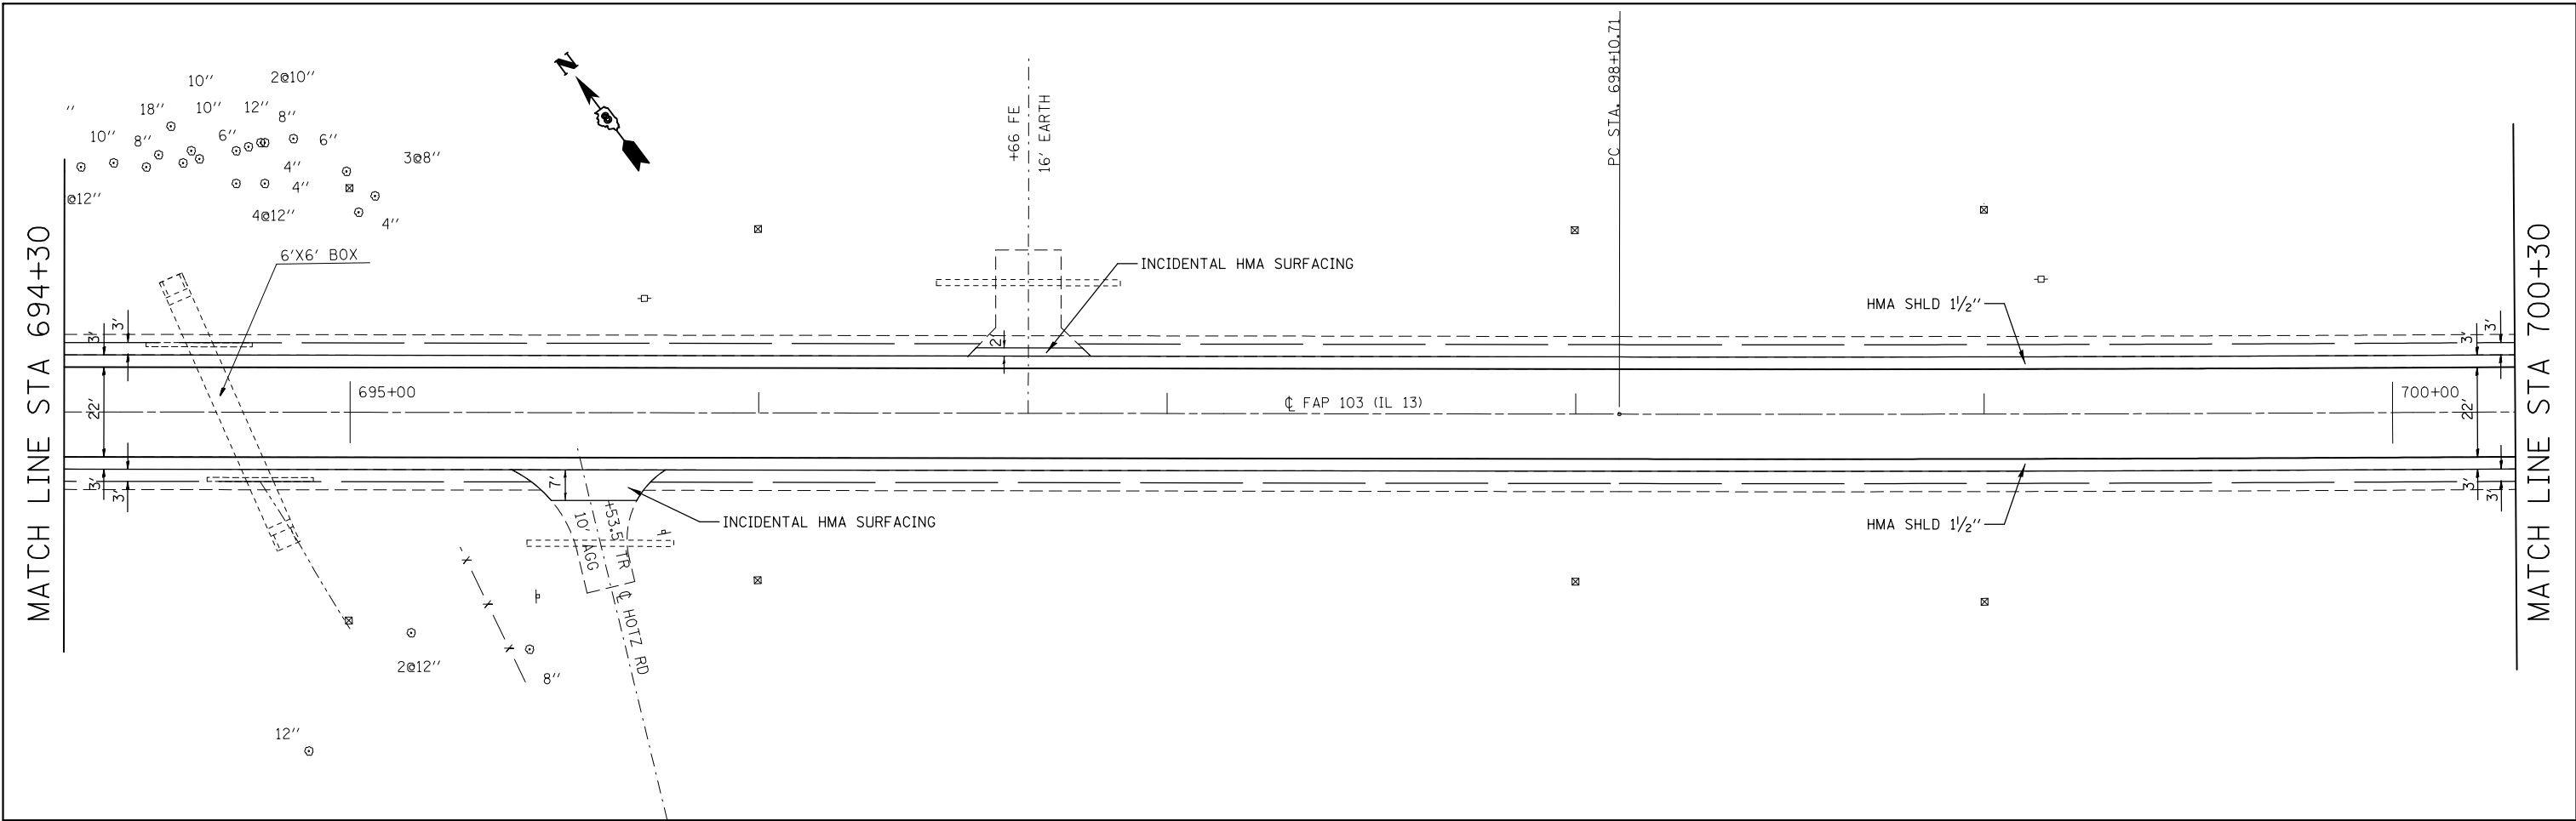 10'' 2@10''
'' 18'' 10'' 12'' 8''
10'' 8'' 6'' 6''
3@8''
4''
4''
@12''
4@12'' 4''
N
+66 FE
16' EARTH
PC STA. 698+10.71
MATCH LINE STA 694+30
6'X6' BOX
INCIDENTAL HMA SURFACING
HMA SHLD 1 1/2''
3' 3'
2'
3' 3'
22'
695+00
℄ FAP 103 (IL 13)
700+00
22'
MATCH LINE STA 700+30
3' 3'
7'
3' 3'
INCIDENTAL HMA SURFACING
HMA SHLD 1 1/2''
+53.5 TR
10' AGG
℄ HOTZ RD
2@12''
8''
12''